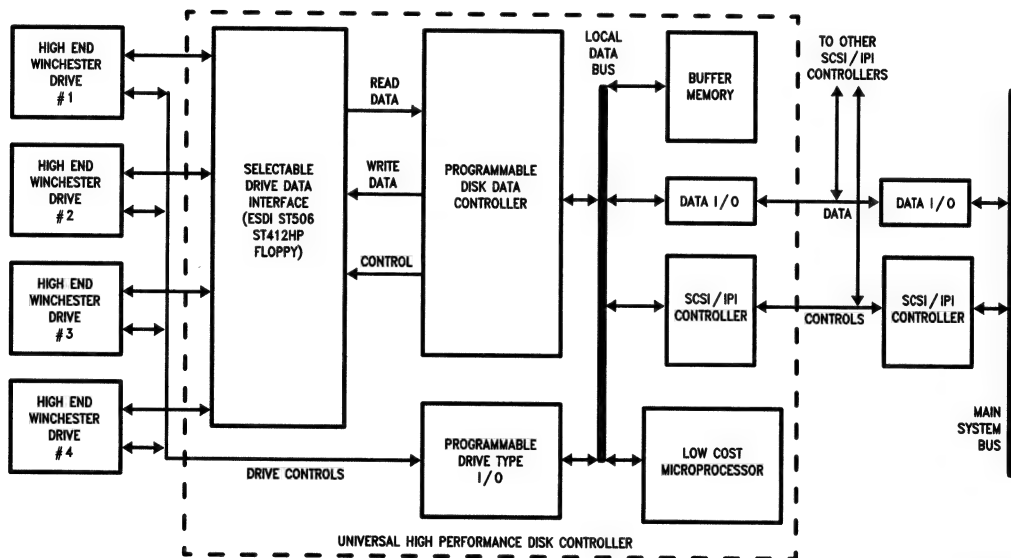 HIGH END
WINCHESTER
DRIVE
#1
HIGH END
WINCHESTER
DRIVE
#2
HIGH END
WINCHESTER
DRIVE
#3
HIGH END
WINCHESTER
DRIVE
#4
SELECTABLE
DRIVE DATA
INTERFACE
(ESDI ST506
ST412HP
FLOPPY)
READ
DATA
WRITE
DATA
CONTROL
PROGRAMMABLE
DISK DATA
CONTROLLER
DRIVE CONTROLS
PROGRAMMABLE
DRIVE TYPE
I/O
LOCAL
DATA
BUS
BUFFER
MEMORY
DATA I/O
SCSI/IPI
CONTROLLER
LOW COST
MICROPROCESSOR
TO OTHER
SCSI/IPI
CONTROLLERS
DATA
CONTROLS
DATA I/O
SCSI/IPI
CONTROLLER
MAIN
SYSTEM
BUS
UNIVERSAL HIGH PERFORMANCE DISK CONTROLLER